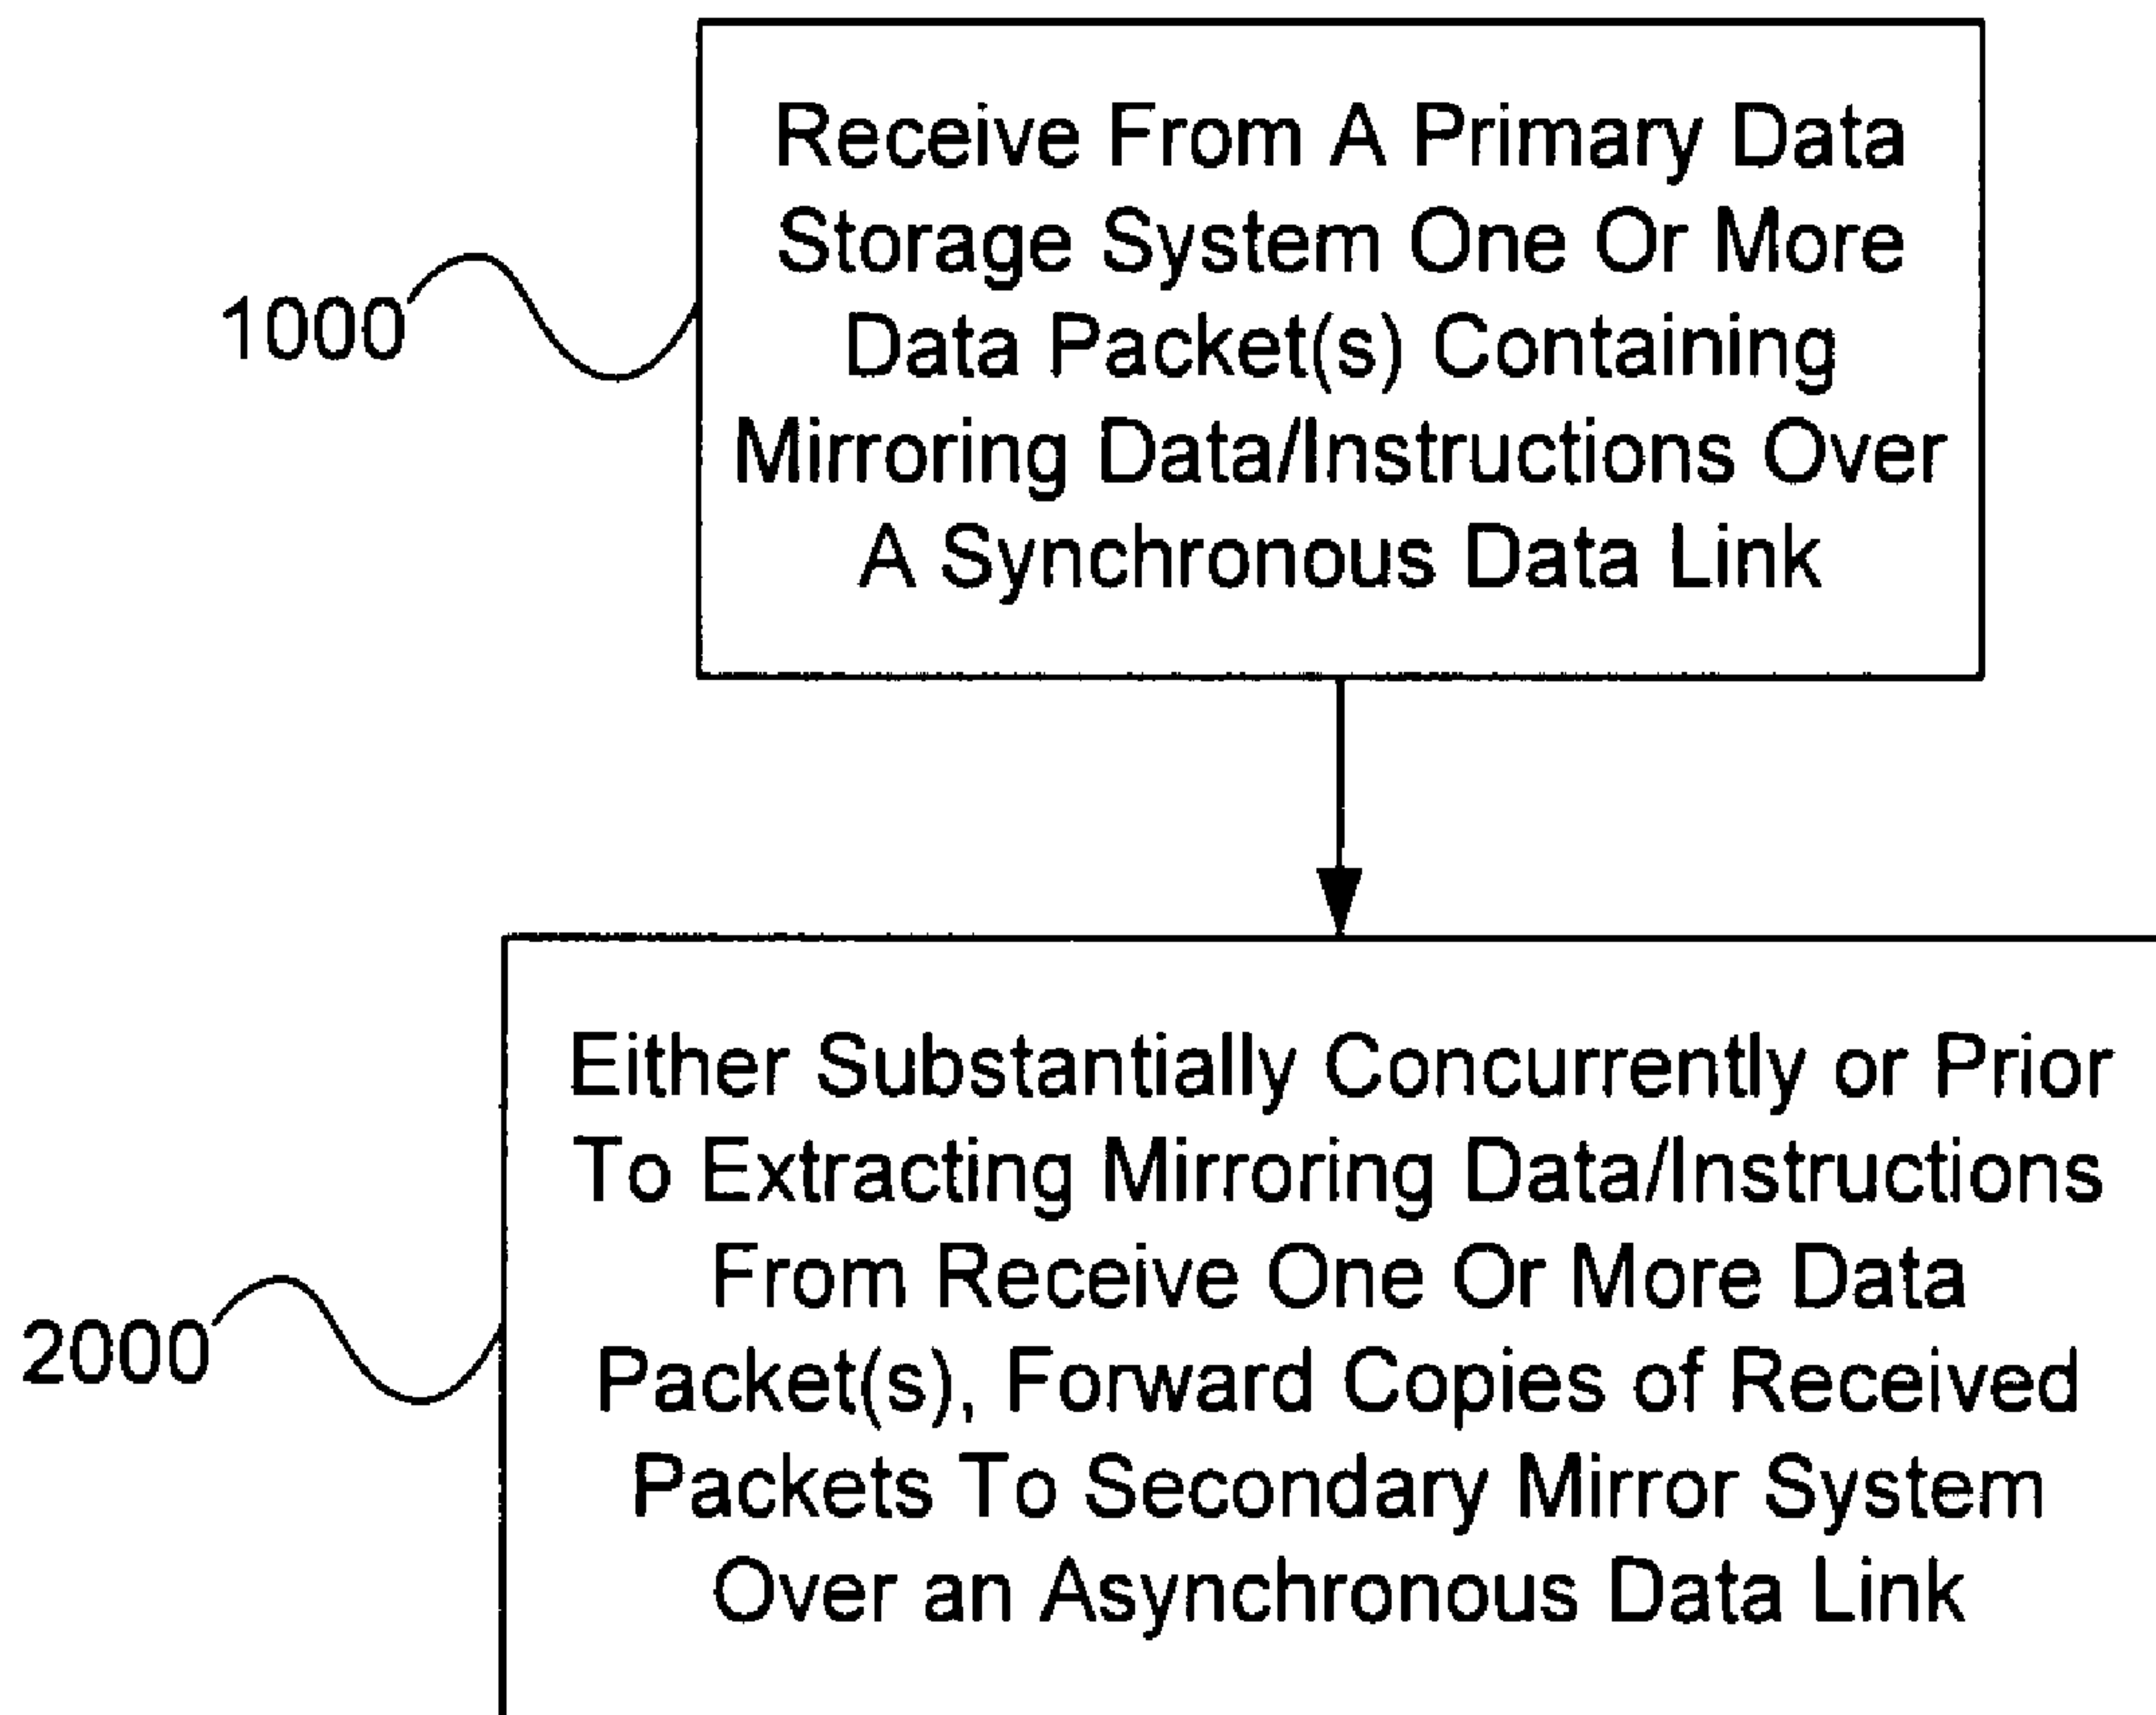 Receive From A Primary Data
Storage System One Or More
Data Packet(s) Containing
Mirroring Data/Instructions Over
A Synchronous Data Link
1000
Either Substantially Concurrently or Prior
To Extracting Mirroring Data/Instructions
From Receive One Or More Data
Packet(s), Forward Copies of Received
Packets To Secondary Mirror System
Over an Asynchronous Data Link
2000